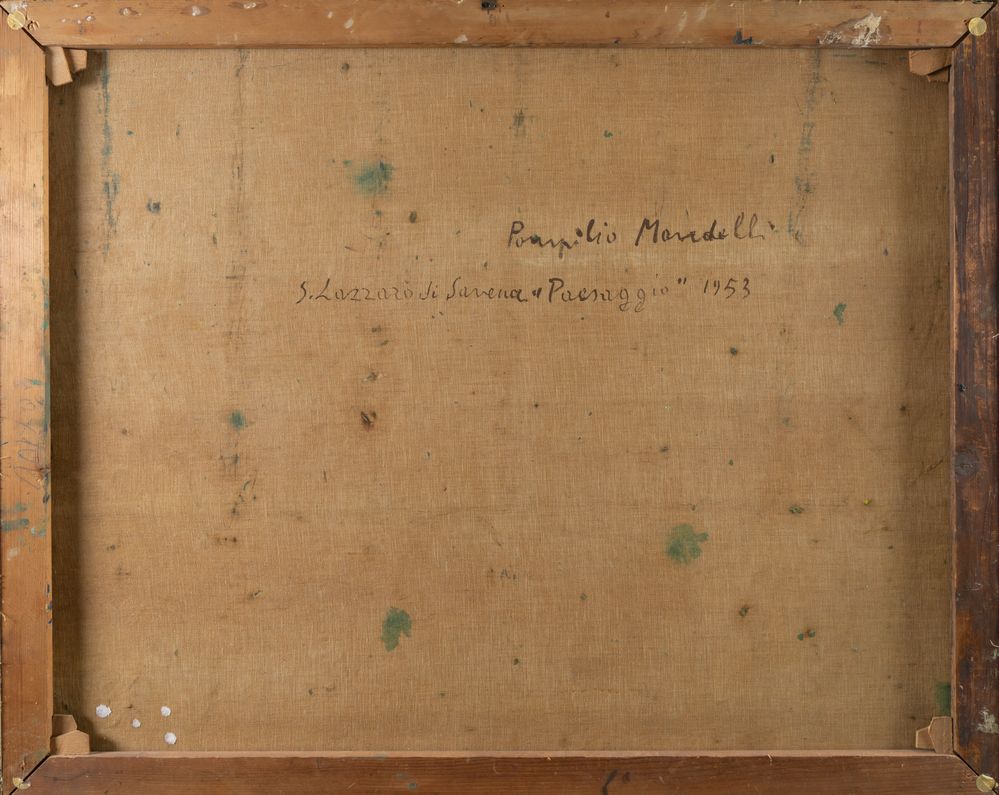 Pompilio Mandelli
S. Lazzaro di Savena "Paesaggio" 1953